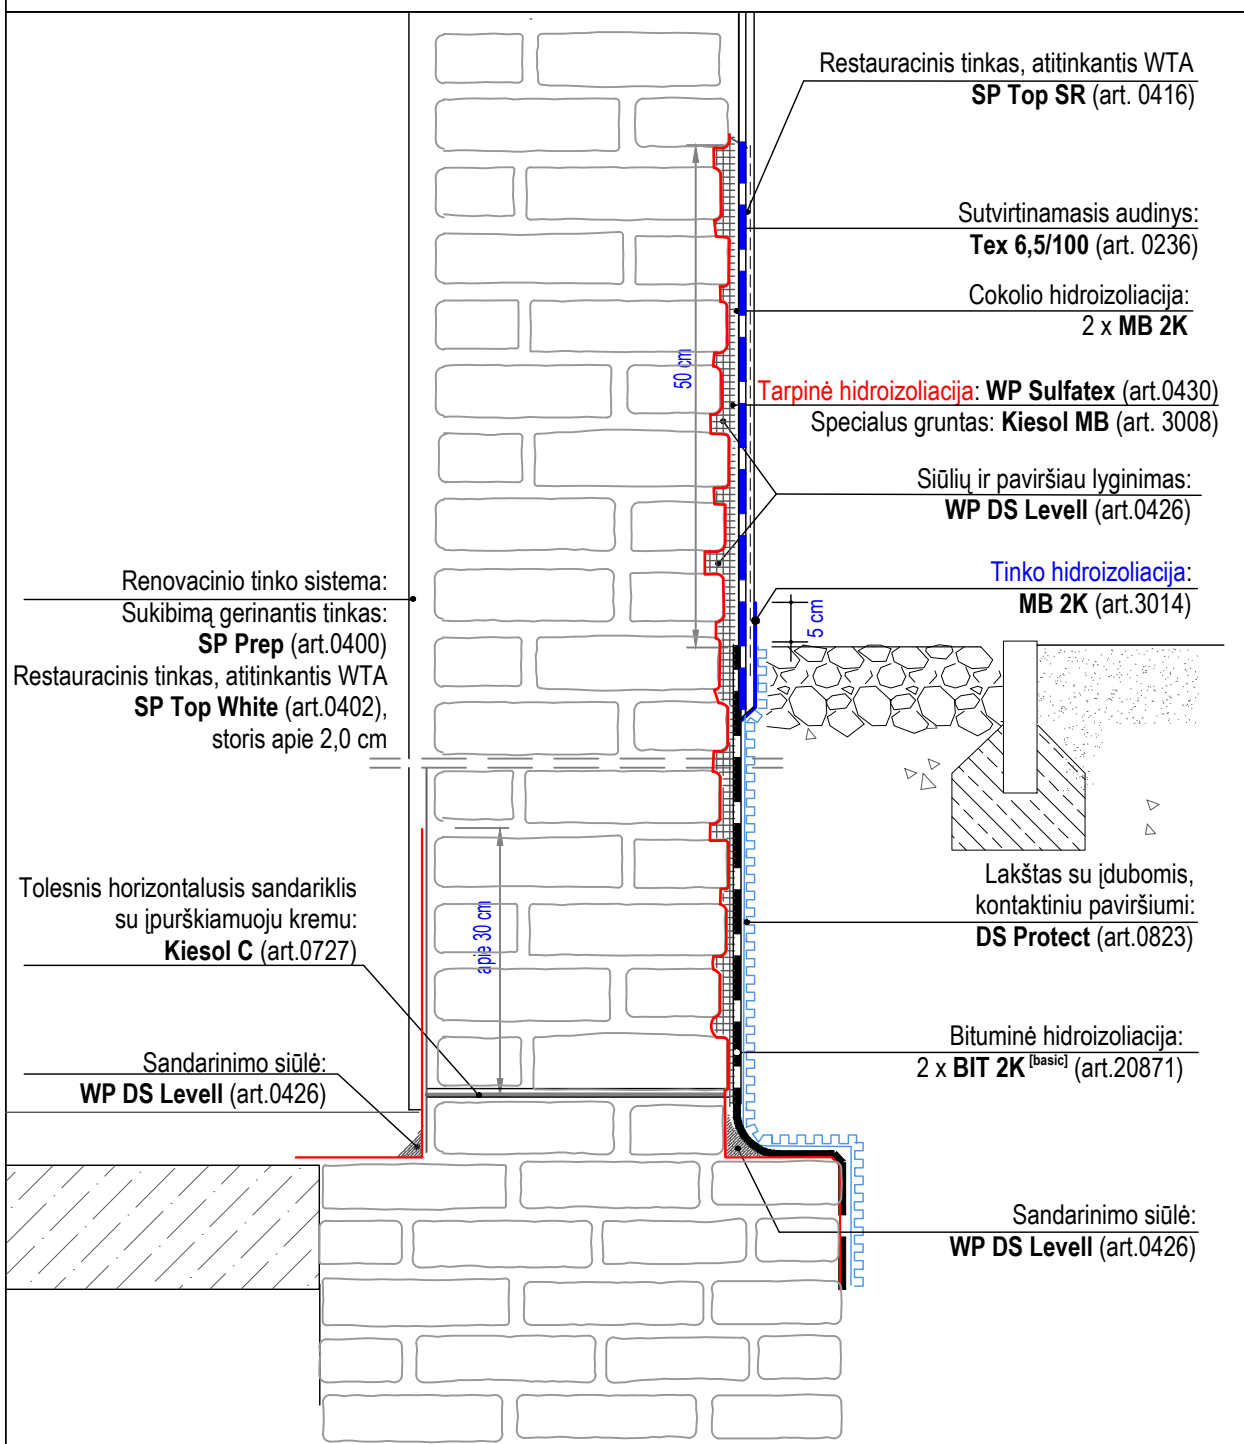 Restauracinis tinkas, atitinkantis WTA
SP Top SR (art. 0416)
Sutvirtinamasis audinys:
Tex 6,5/100 (art. 0236)
Cokolio hidroizoliacija:
2 x MB 2K
50 cm
Tarpinė hidroizoliacija: WP Sulfatex (art.0430)
Specialus gruntas: Kiesol MB (art. 3008)
Siūlių ir paviršiau lyginimas:
WP DS Levell (art.0426)
Tinko hidroizoliacija:
MB 2K (art.3014)
5 cm
Renovacinio tinko sistema:
Sukibimą gerinantis tinkas:
SP Prep (art.0400)
Restauracinis tinkas, atitinkantis WTA
SP Top White (art.0402),
storis apie 2,0 cm
Lakštas su įdubomis,
kontaktiniu paviršiumi:
DS Protect (art.0823)
Tolesnis horizontalusis sandariklis
su įpurškiamuoju kremu:
Kiesol C (art.0727)
apie 30 cm
Bituminė hidroizoliacija:
2 x BIT 2K [basic] (art.20871)
Sandarinimo siūlė:
WP DS Levell (art.0426)
Sandarinimo siūlė:
WP DS Levell (art.0426)